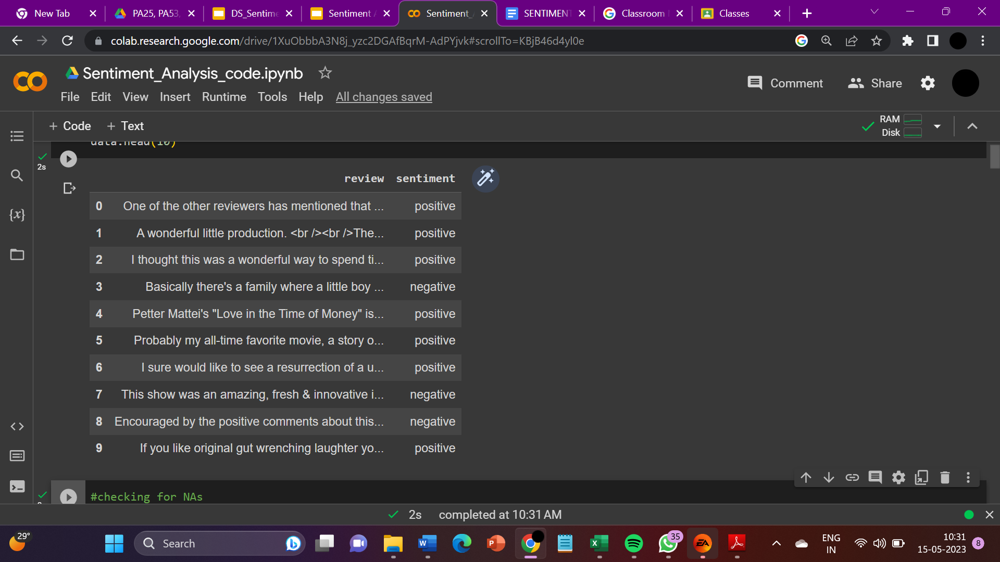 New Tab
PA25, PA53,
DS_Sentime
Sentiment A
Sentiment_A
SENTIMENT
Classroom
Classes
colab.research.google.com/drive/1XuObbbA3N8j_yzc2DGAfBqrM-AdPYjvk#scrollTo=KBjB46d4yl0e
Sentiment_Analysis_code.ipynb
Comment
Share
File Edit View Insert Runtime Tools Help All changes saved
+ Code + Text
RAM
Disk
data.head(10)
2s
review sentiment
0 One of the other reviewers has mentioned that ... positive
1 A wonderful little production. <br /><br />The... positive
2 I thought this was a wonderful way to spend ti... positive
3 Basically there's a family where a little boy ... negative
4 Petter Mattei's "Love in the Time of Money" is... positive
5 Probably my all-time favorite movie, a story o... positive
6 I sure would like to see a resurrection of a u... positive
7 This show was an amazing, fresh & innovative i... negative
8 Encouraged by the positive comments about this... negative
9 If you like original gut wrenching laughter yo... positive
#checking for NAs
2s completed at 10:31 AM
29°
Search
35
ENG
IN
10:31
15-05-2023
8